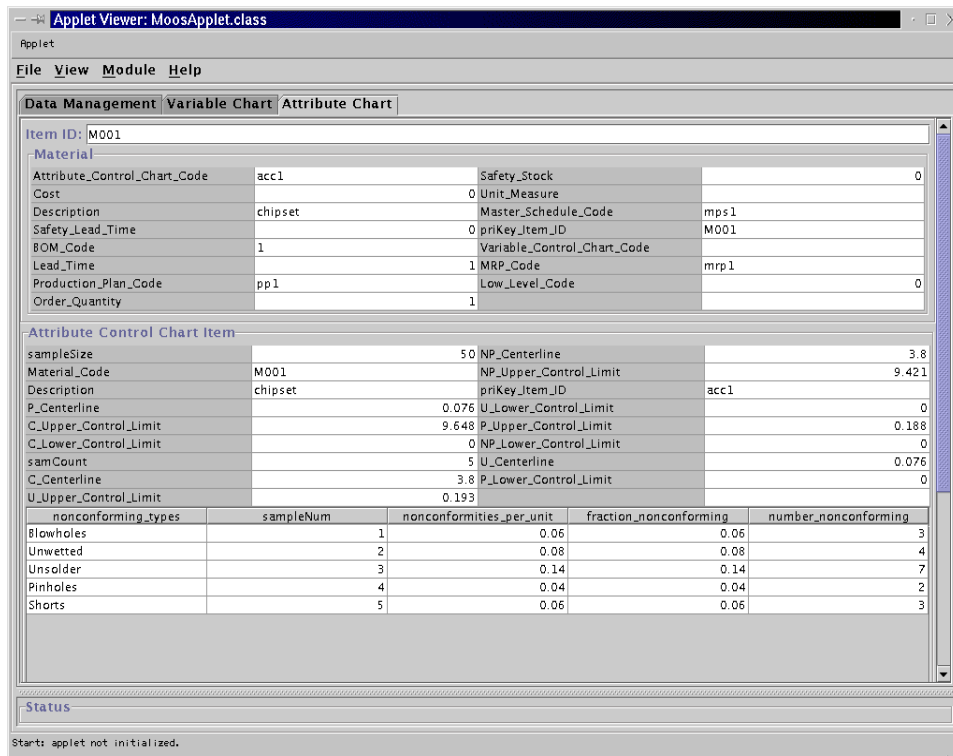 Applet Viewer: MoosApplet.class
Applet
File View Module Help
Data Management Variable Chart Attribute Chart
Item ID: M001
Material
Attribute_Control_Chart_Code acc1 Safety_Stock 0
Cost 0 Unit_Measure
Description chipset Master_Schedule_Code mps1
Safety_Lead_Time 0 priKey_Item_ID M001
BOM_Code 1 Variable_Control_Chart_Code
Lead_Time 1 MRP_Code mrp1
Production_Plan_Code pp1 Low_Level_Code 0
Order_Quantity 1
Attribute Control Chart Item
sampleSize 50 NP_Centerline 3.8
Material_Code M001 NP_Upper_Control_Limit 9.421
Description chipset priKey_Item_ID acc1
P_Centerline 0.076 U_Lower_Control_Limit 0
C_Upper_Control_Limit 9.648 P_Upper_Control_Limit 0.188
C_Lower_Control_Limit 0 NP_Lower_Control_Limit 0
samCount 5 U_Centerline 0.076
C_Centerline 3.8 P_Lower_Control_Limit 0
U_Upper_Control_Limit 0.193
nonconforming_types sampleNum nonconformities_per_unit fraction_nonconforming number_nonconforming
Blowholes 1 0.06 0.06 3
Unwetted 2 0.08 0.08 4
Unsolder 3 0.14 0.14 7
Pinholes 4 0.04 0.04 2
Shorts 5 0.06 0.06 3
Status
Start: applet not initialized.